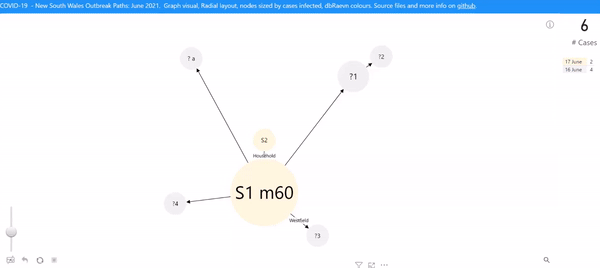 COVID-19 - New South Wales Outbreak Paths: June 2021. Graph visual, Radial layout, nodes sized by cases infected, dbRaevn colours. Source files and more info on github
6
# Cases
17 June 2
16 June 4
? a
?2
?1
S2
Household
S1 m60
?4
Westfield
?3